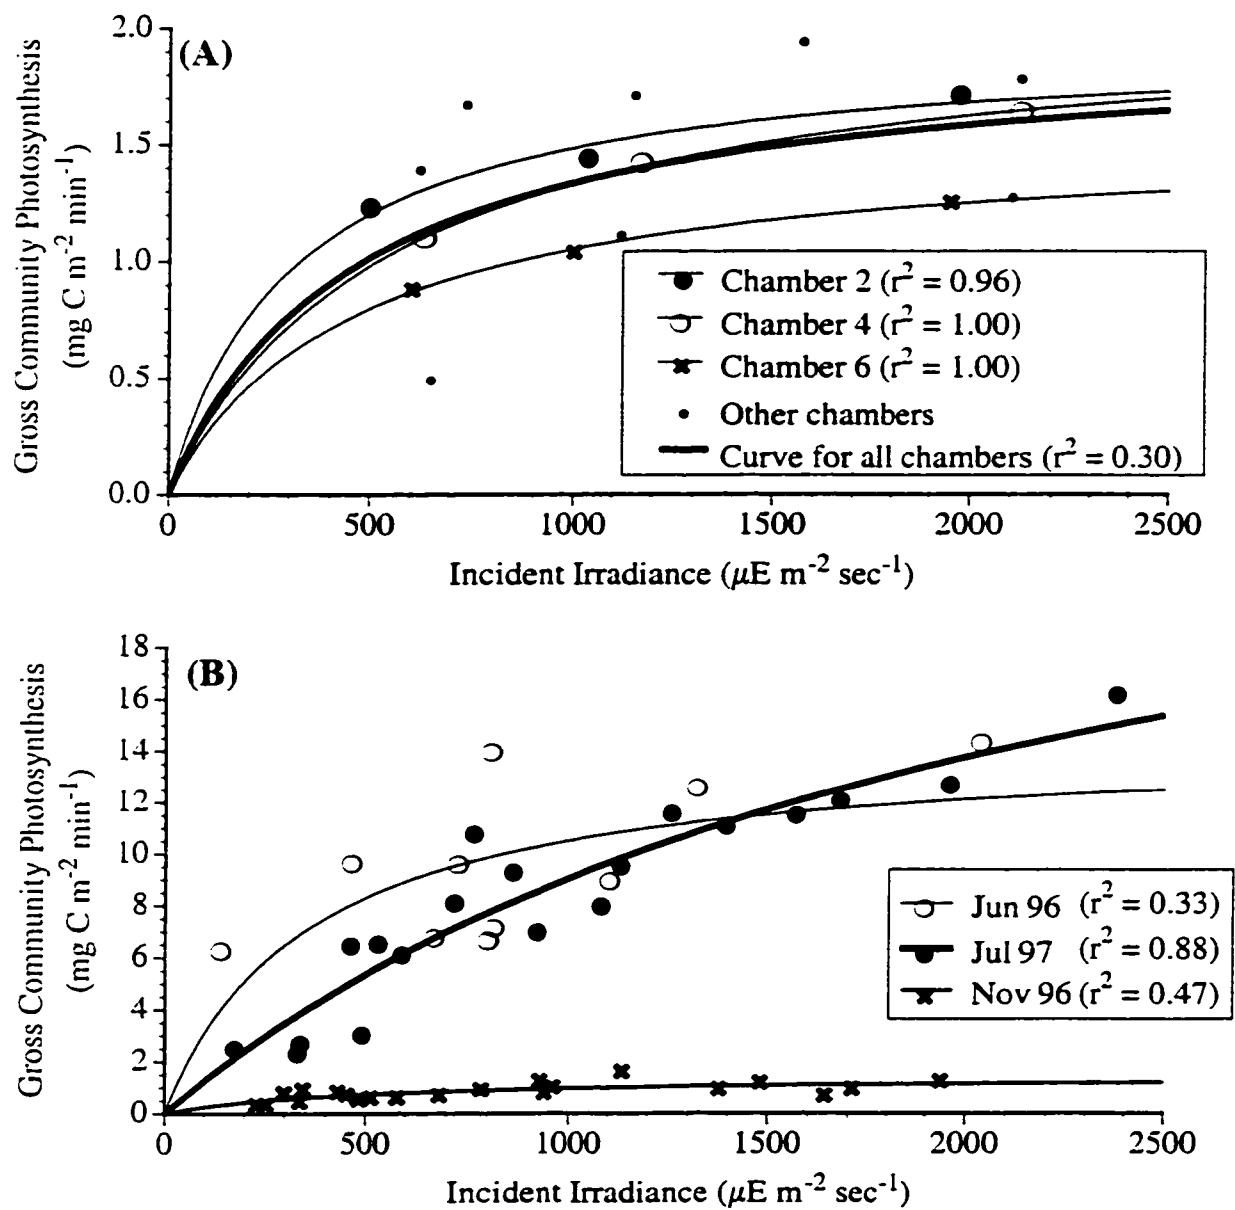 (A)
Gross Community Photosynthesis
(mg C m⁻² min⁻¹)
2.0
1.5
1.0
0.5
0.0
Chamber 2 (r² = 0.96)
Chamber 4 (r² = 1.00)
Chamber 6 (r² = 1.00)
Other chambers
Curve for all chambers (r² = 0.30)
0 500 1000 1500 2000 2500
Incident Irradiance (μE m⁻² sec⁻¹)
(B)
Gross Community Photosynthesis
(mg C m⁻² min⁻¹)
18
16
14
12
10
8
6
4
2
0
Jun 96 (r² = 0.33)
Jul 97 (r² = 0.88)
Nov 96 (r² = 0.47)
0 500 1000 1500 2000 2500
Incident Irradiance (μE m⁻² sec⁻¹)